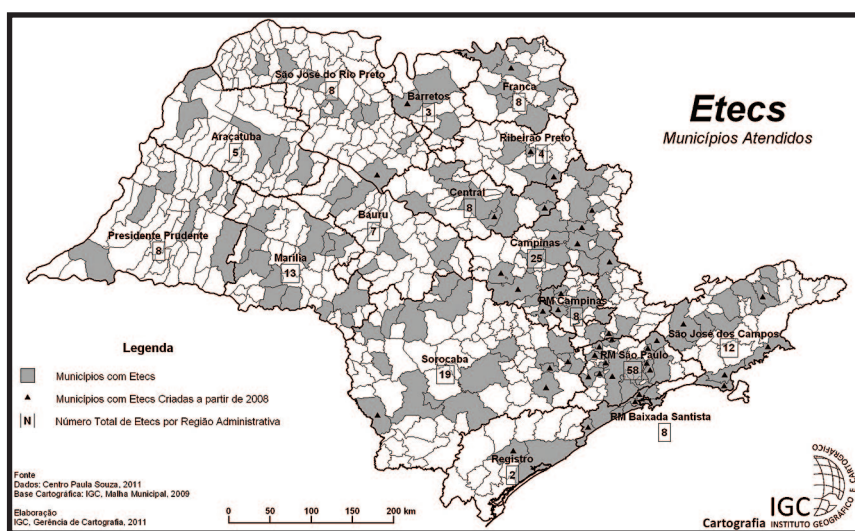 Etecs
Municípios Atendidos
São José do Rio Preto
8
Barretos
3
Franca
8
Araçatuba
5
Ribeirão Preto
4
Central
8
Bauru
7
Presidente Prudente
8
Marília
13
Campinas
25
RM Campinas
8
São José dos Campos
12
RM São Paulo
58
Sorocaba
19
RM Baixada Santista
8
Registro
2
Legenda
Municípios com Etecs
Municípios com Etecs Criadas a partir de 2008
N Número Total de Etecs por Região Administrativa
Fonte
Dados: Centro Paula Souza, 2011
Base Cartográfica: IGC, Malha Municipal, 2009
Elaboração
IGC, Gerência de Cartografia, 2011
0 50 100 150 200 km
Cartografia IGC INSTITUTO GEOGRÁFICO E CARTOGRÁFICO